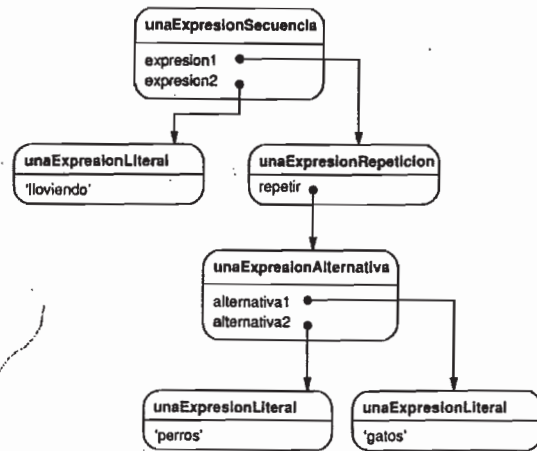 unaExpresionSecuencia
expresion1
expresion2
unaExpresionLiteral
'lloviendo'
unaExpresionRepeticion
repetir
unaExpresionAlternativa
alternativa1
alternativa2
unaExpresionLiteral
'perros'
unaExpresionLiteral
'gatos'